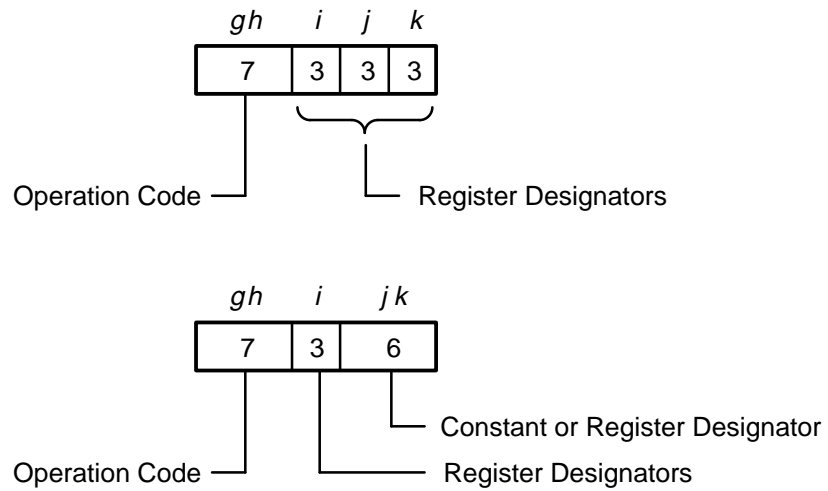 gh i j k
7 3 3 3
Operation Code Register Designators
gh i jk
7 3 6
Constant or Register Designator
Operation Code Register Designators